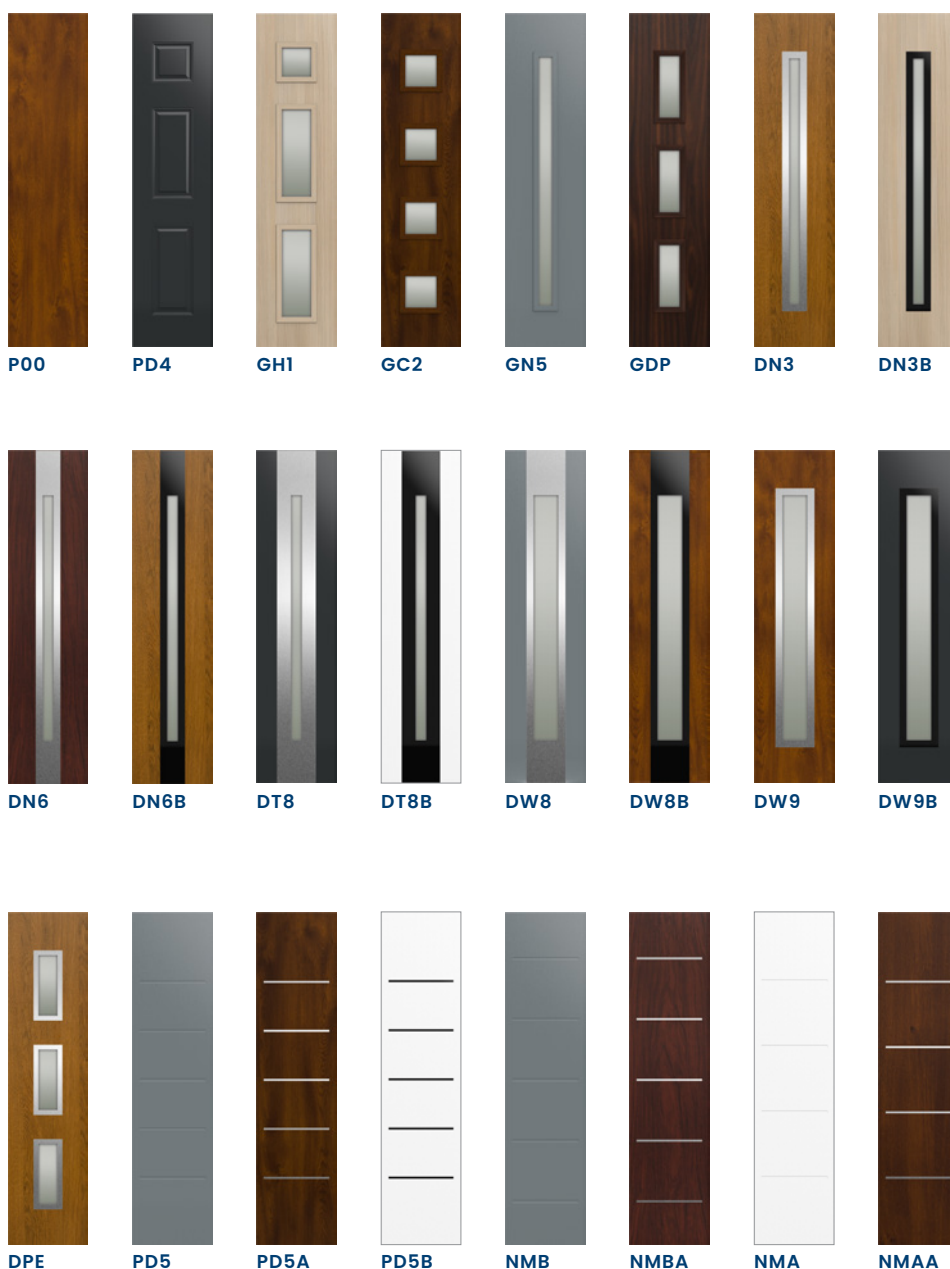 P00 PD4 GH1 GC2 GN5 GDP DN3 DN3B
DN6 DN6B DT8 DT8B DW8 DW8B DW9 DW9B
DPE PD5 PD5A PD5B NMB NMBA NMA NMAA